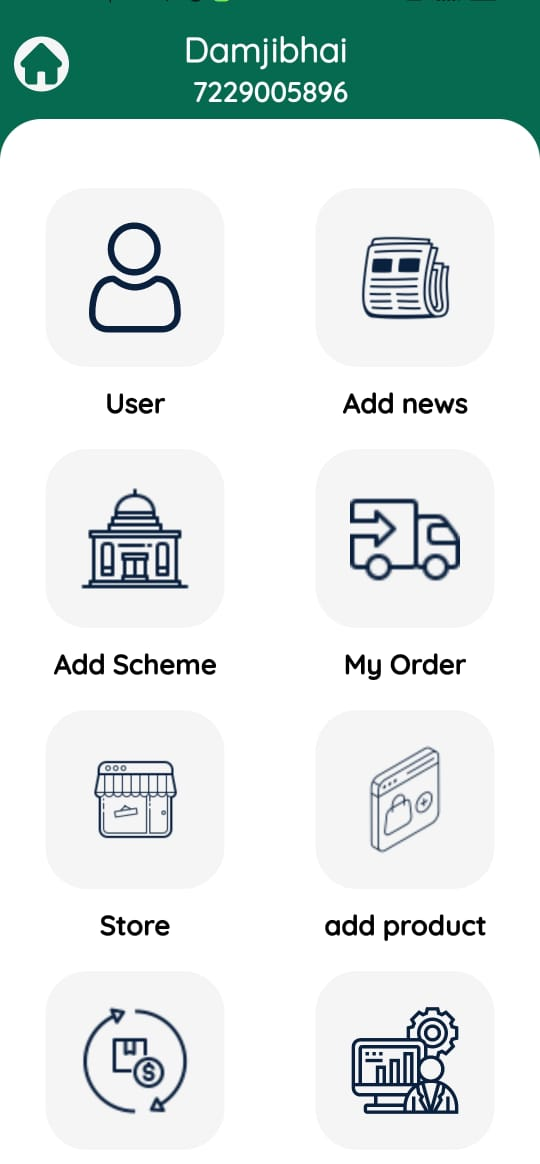 Damjibhai
7229005896
User
Add news
Add Scheme
My Order
Store
add product
$